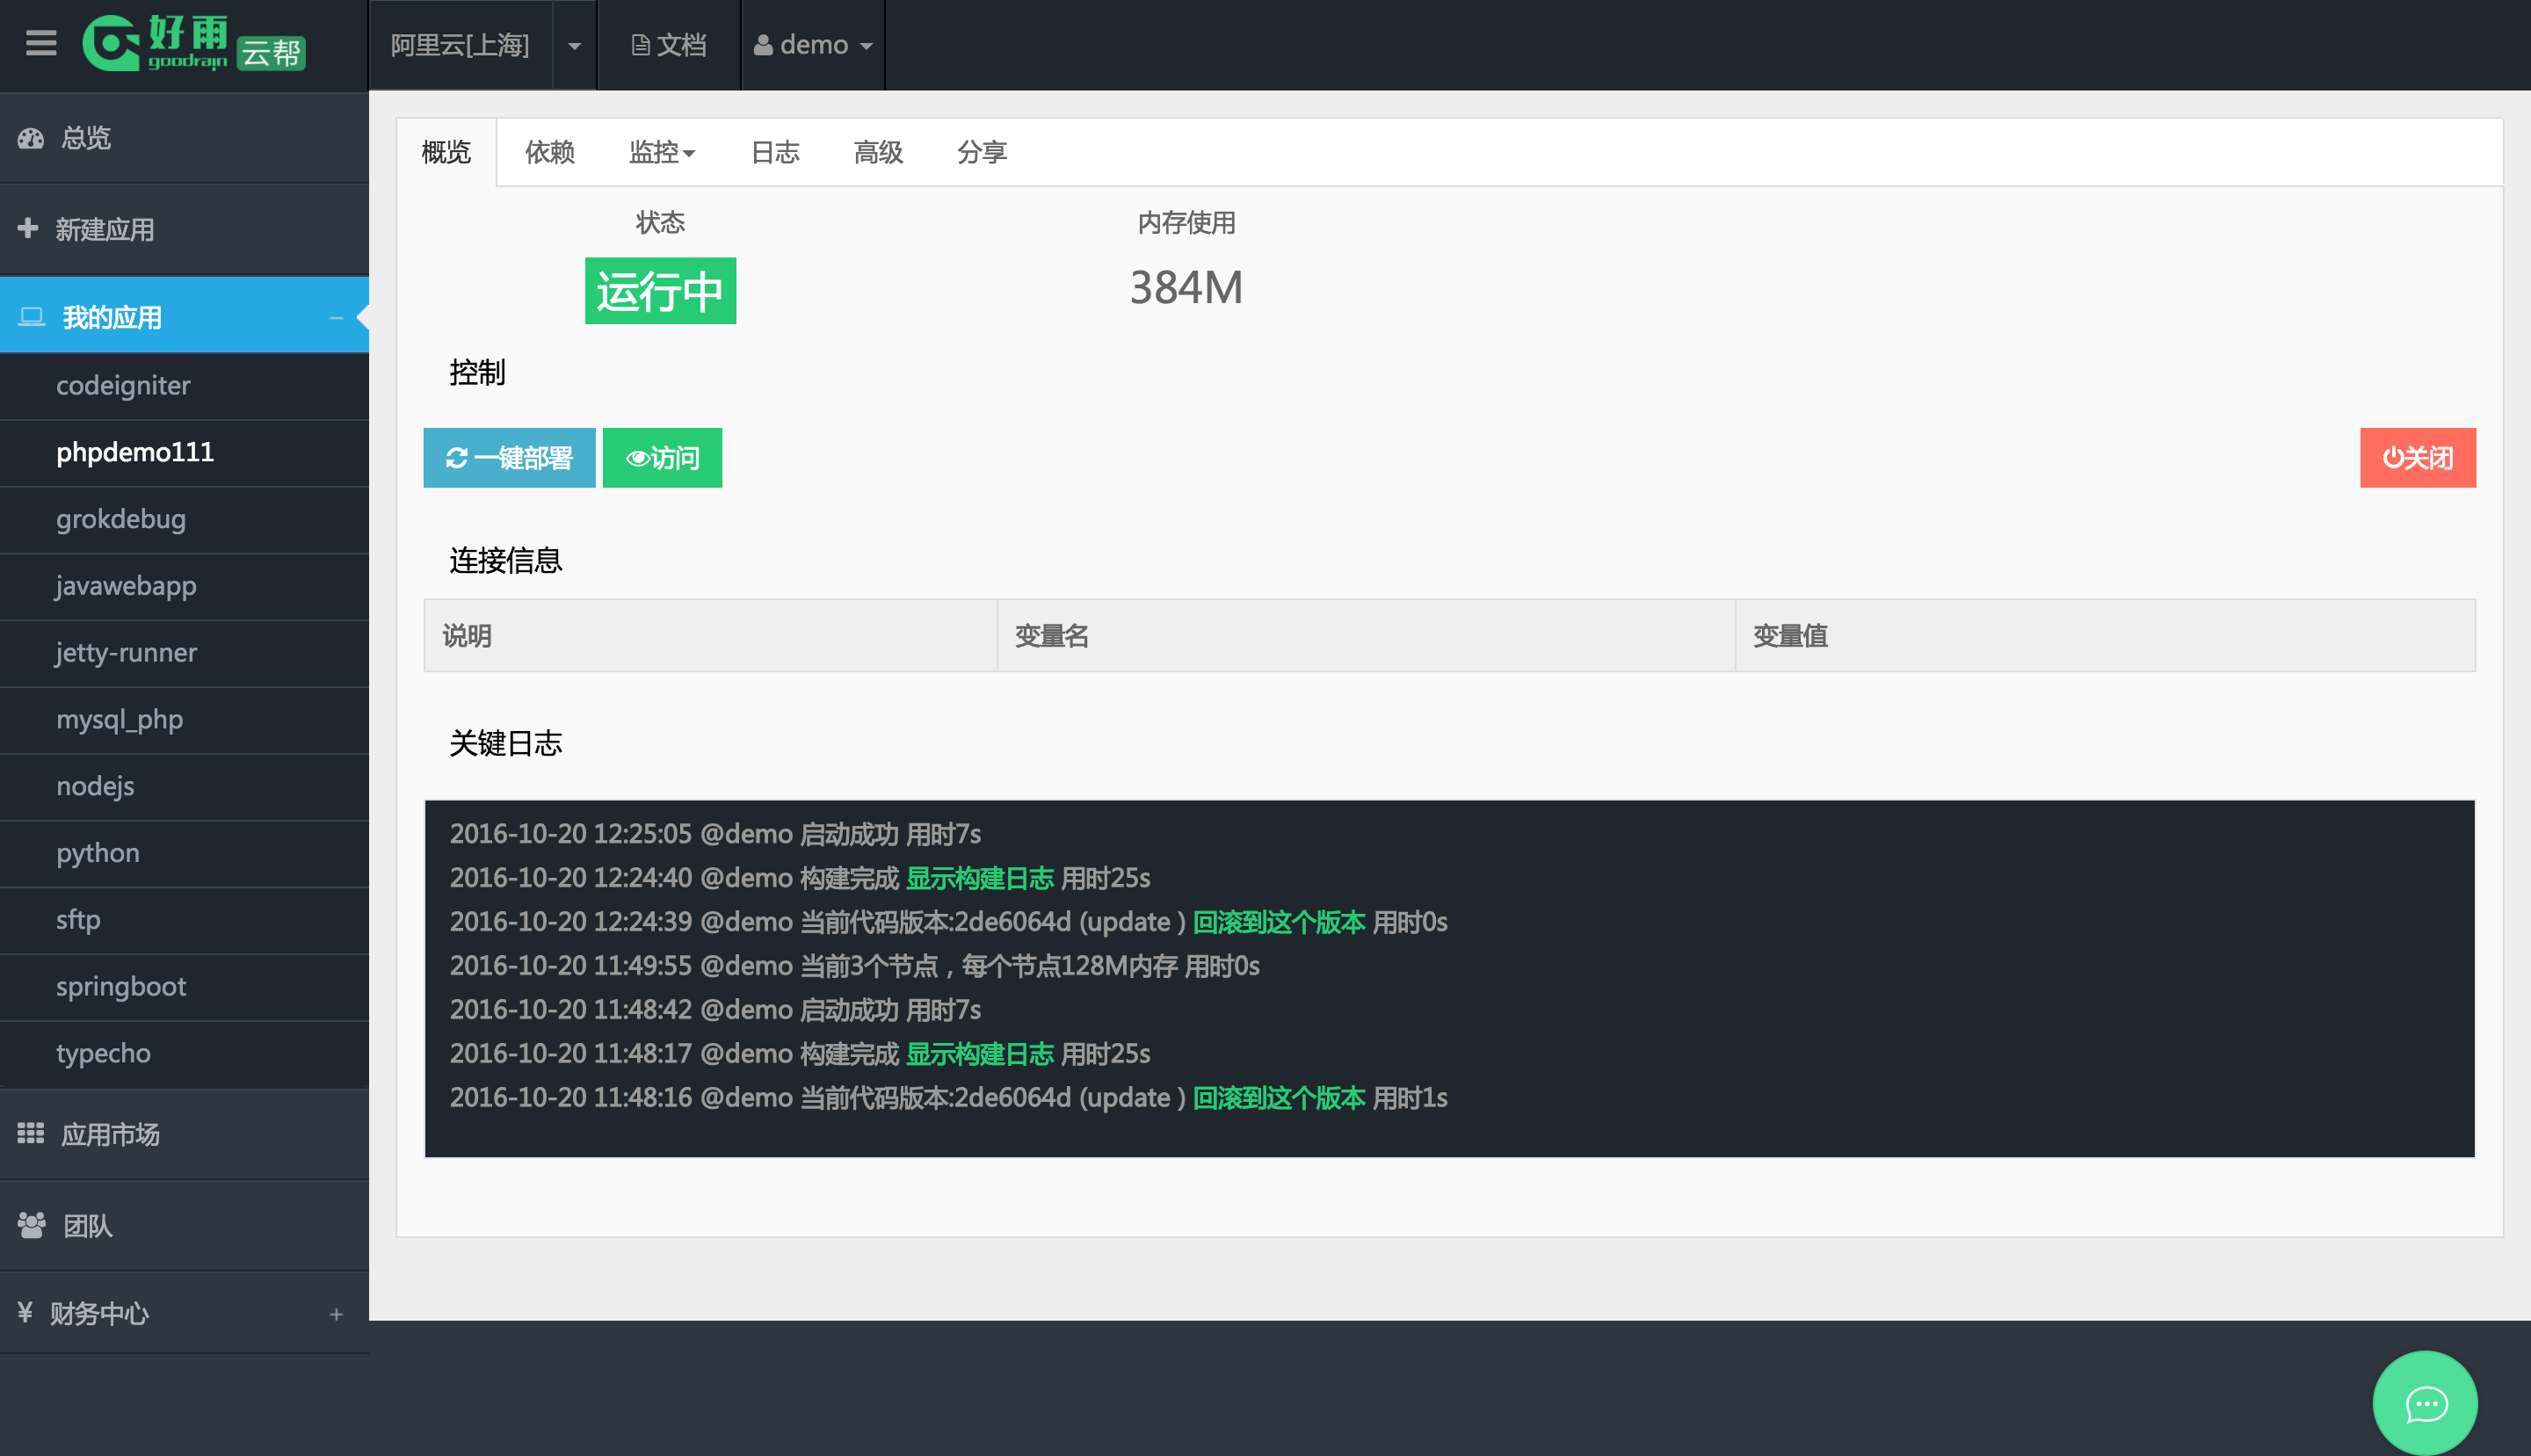 好雨 goodrain 云帮
阿里云[上海] 文档 demo
总览
新建应用
我的应用
codeigniter
phpdemo111
grokdebug
javawebapp
jetty-runner
mysql_php
nodejs
python
sftp
springboot
typecho
应用市场
团队
¥ 财务中心 +
概览 依赖 监控 日志 高级 分享
状态 内存使用
运行中 384M
控制
一键部署 访问 关闭
连接信息
说明 变量名 变量值
关键日志
2016-10-20 12:25:05 @demo 启动成功 用时7s
2016-10-20 12:24:40 @demo 构建完成 显示构建日志 用时25s
2016-10-20 12:24:39 @demo 当前代码版本:2de6064d (update ) 回滚到这个版本 用时0s
2016-10-20 11:49:55 @demo 当前3个节点，每个节点128M内存 用时0s
2016-10-20 11:48:42 @demo 启动成功 用时7s
2016-10-20 11:48:17 @demo 构建完成 显示构建日志 用时25s
2016-10-20 11:48:16 @demo 当前代码版本:2de6064d (update ) 回滚到这个版本 用时1s